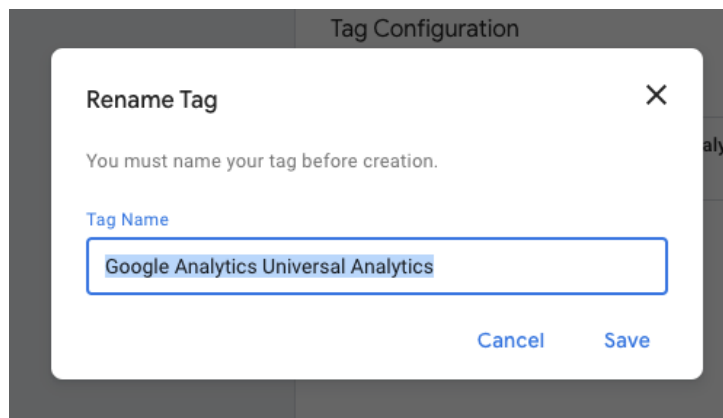 Tag Configuration
Rename Tag
You must name your tag before creation.
Tag Name
Google Analytics Universal Analytics
Cancel
Save